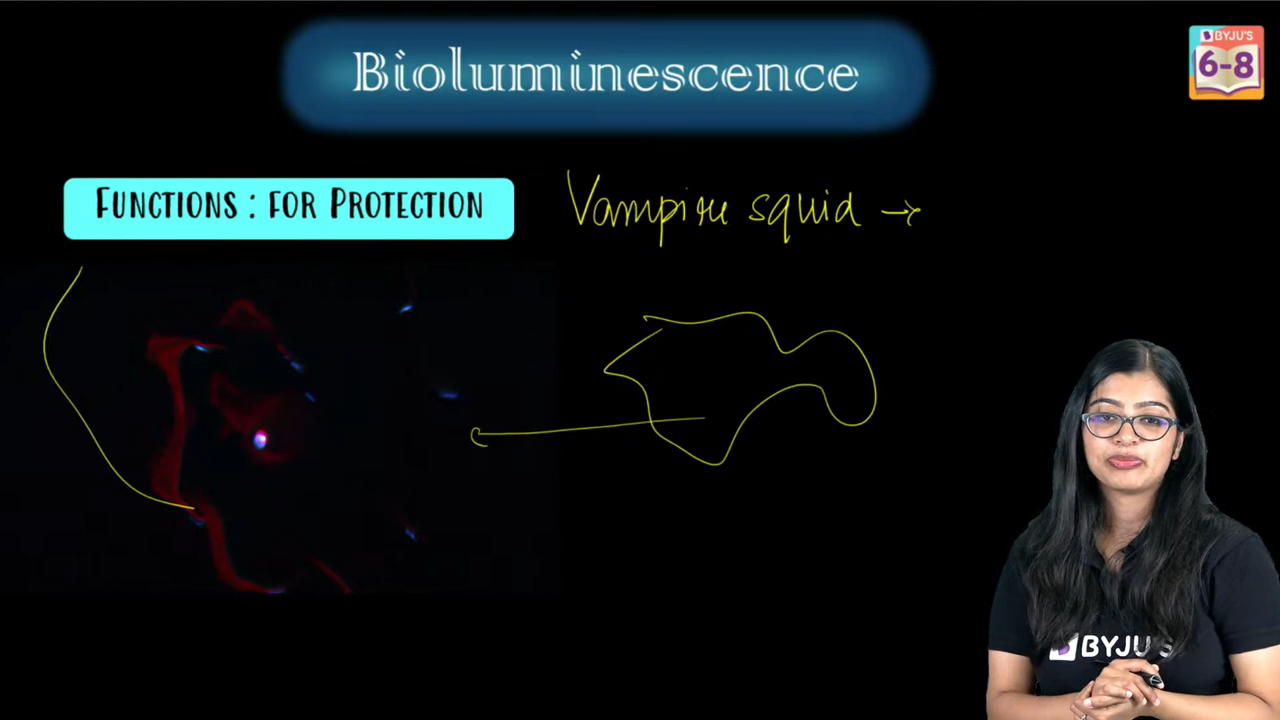 Bioluminescence
BYJU'S
6-8
FUNCTIONS : FOR PROTECTION
Vampire squid →
BYJU'S